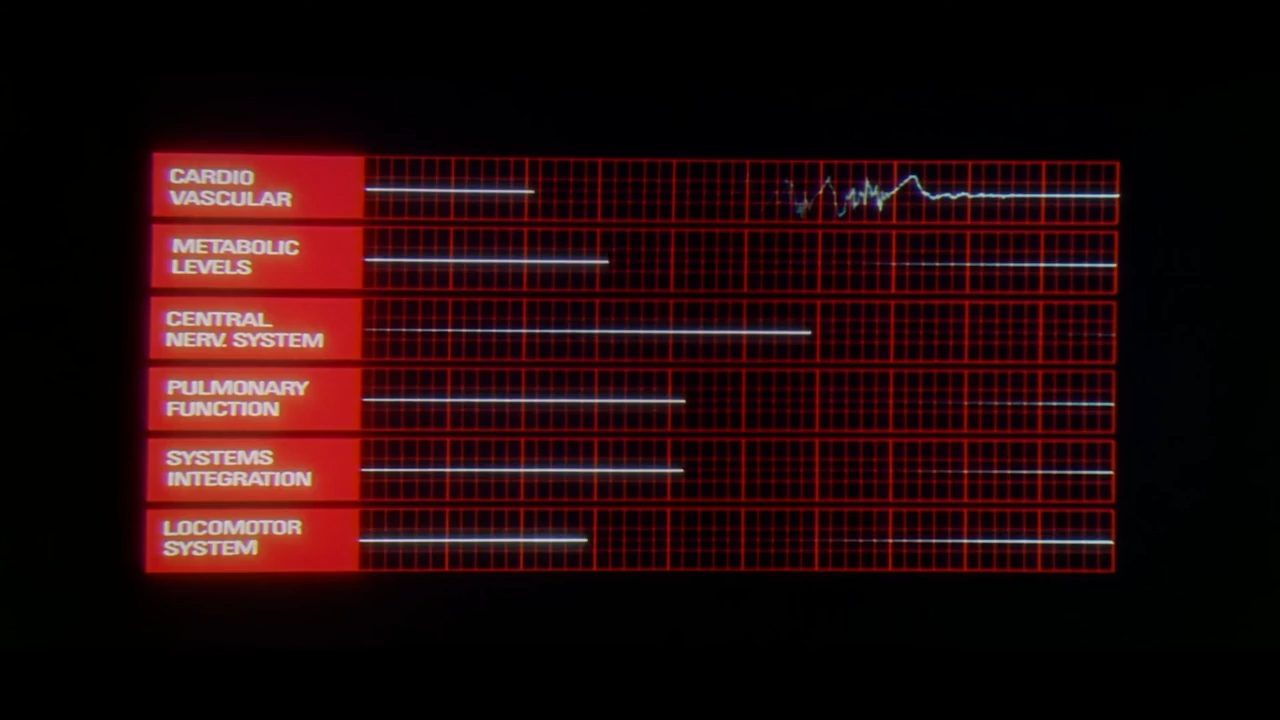 CARDIO
VASCULAR
METABOLIC
LEVELS
CENTRAL
NERV. SYSTEM
PULMONARY
FUNCTION
SYSTEMS
INTEGRATION
LOCOMOTOR
SYSTEM